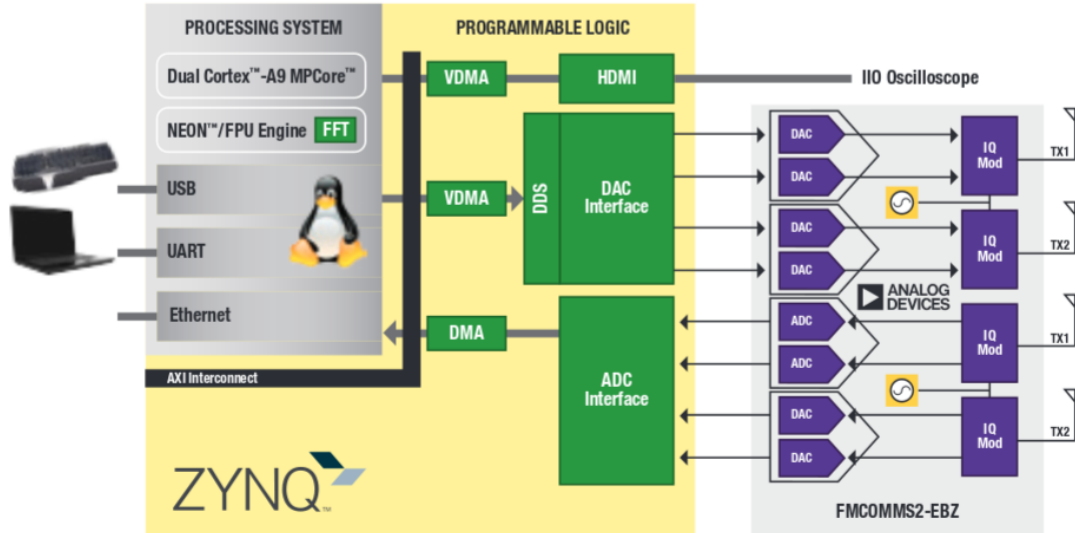 PROCESSING SYSTEM
PROGRAMMABLE LOGIC
Dual Cortex™-A9 MPCore™
VDMA
HDMI
IIO Oscilloscope
NEON™/FPU Engine
FFT
USB
UART
Ethernet
VDMA
DDS
DAC
Interface
DMA
ADC
Interface
AXI Interconnect
ZYNQ™
DAC
DAC
IQ
Mod
TX1
DAC
DAC
IQ
Mod
TX2
ANALOG
DEVICES
ADC
ADC
IQ
Mod
TX1
DAC
DAC
IQ
Mod
TX2
FMCOMMS2-EBZ